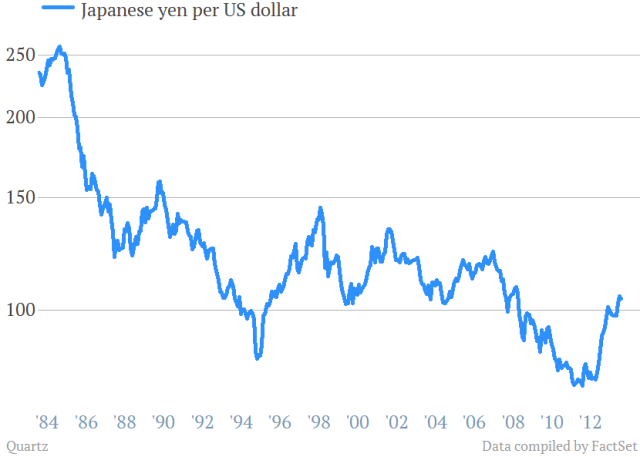 Japanese yen per US dollar
250
200
150
100
'84 '86 '88 '90 '92 '94 '96 '98 '00 '02 '04 '06 '08 '10 '12
Quartz Data compiled by FactSet